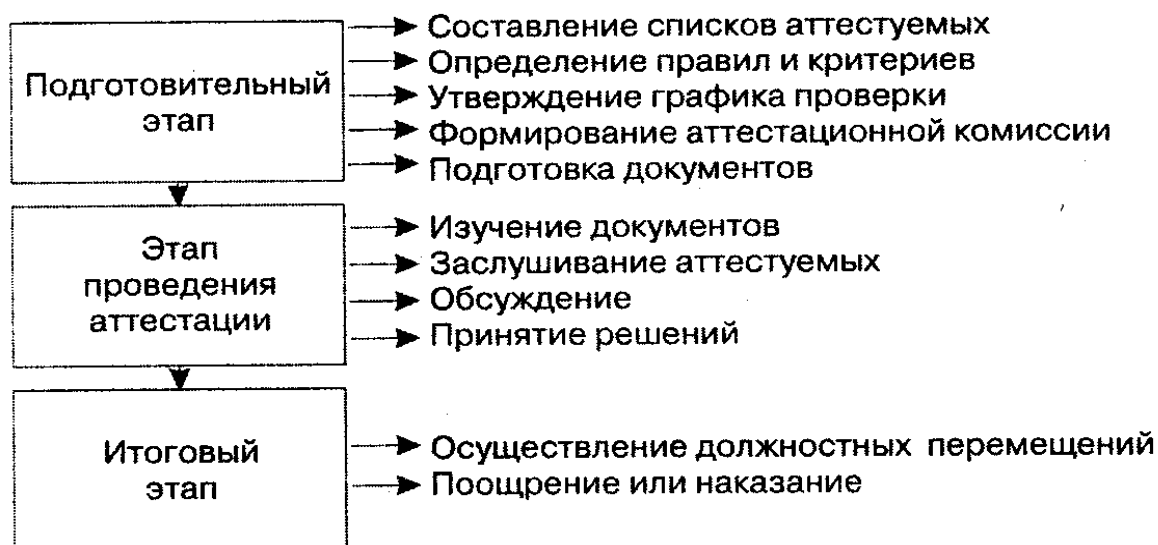 Подготовительный
этап
Составление списков аттестуемых
Определение правил и критериев
Утверждение графика проверки
Формирование аттестационной комиссии
Подготовка документов
Этап
проведения
аттестации
Изучение документов
Заслушивание аттестуемых
Обсуждение
Принятие решений
Итоговый
этап
Осуществление должностных перемещений
Поощрение или наказание